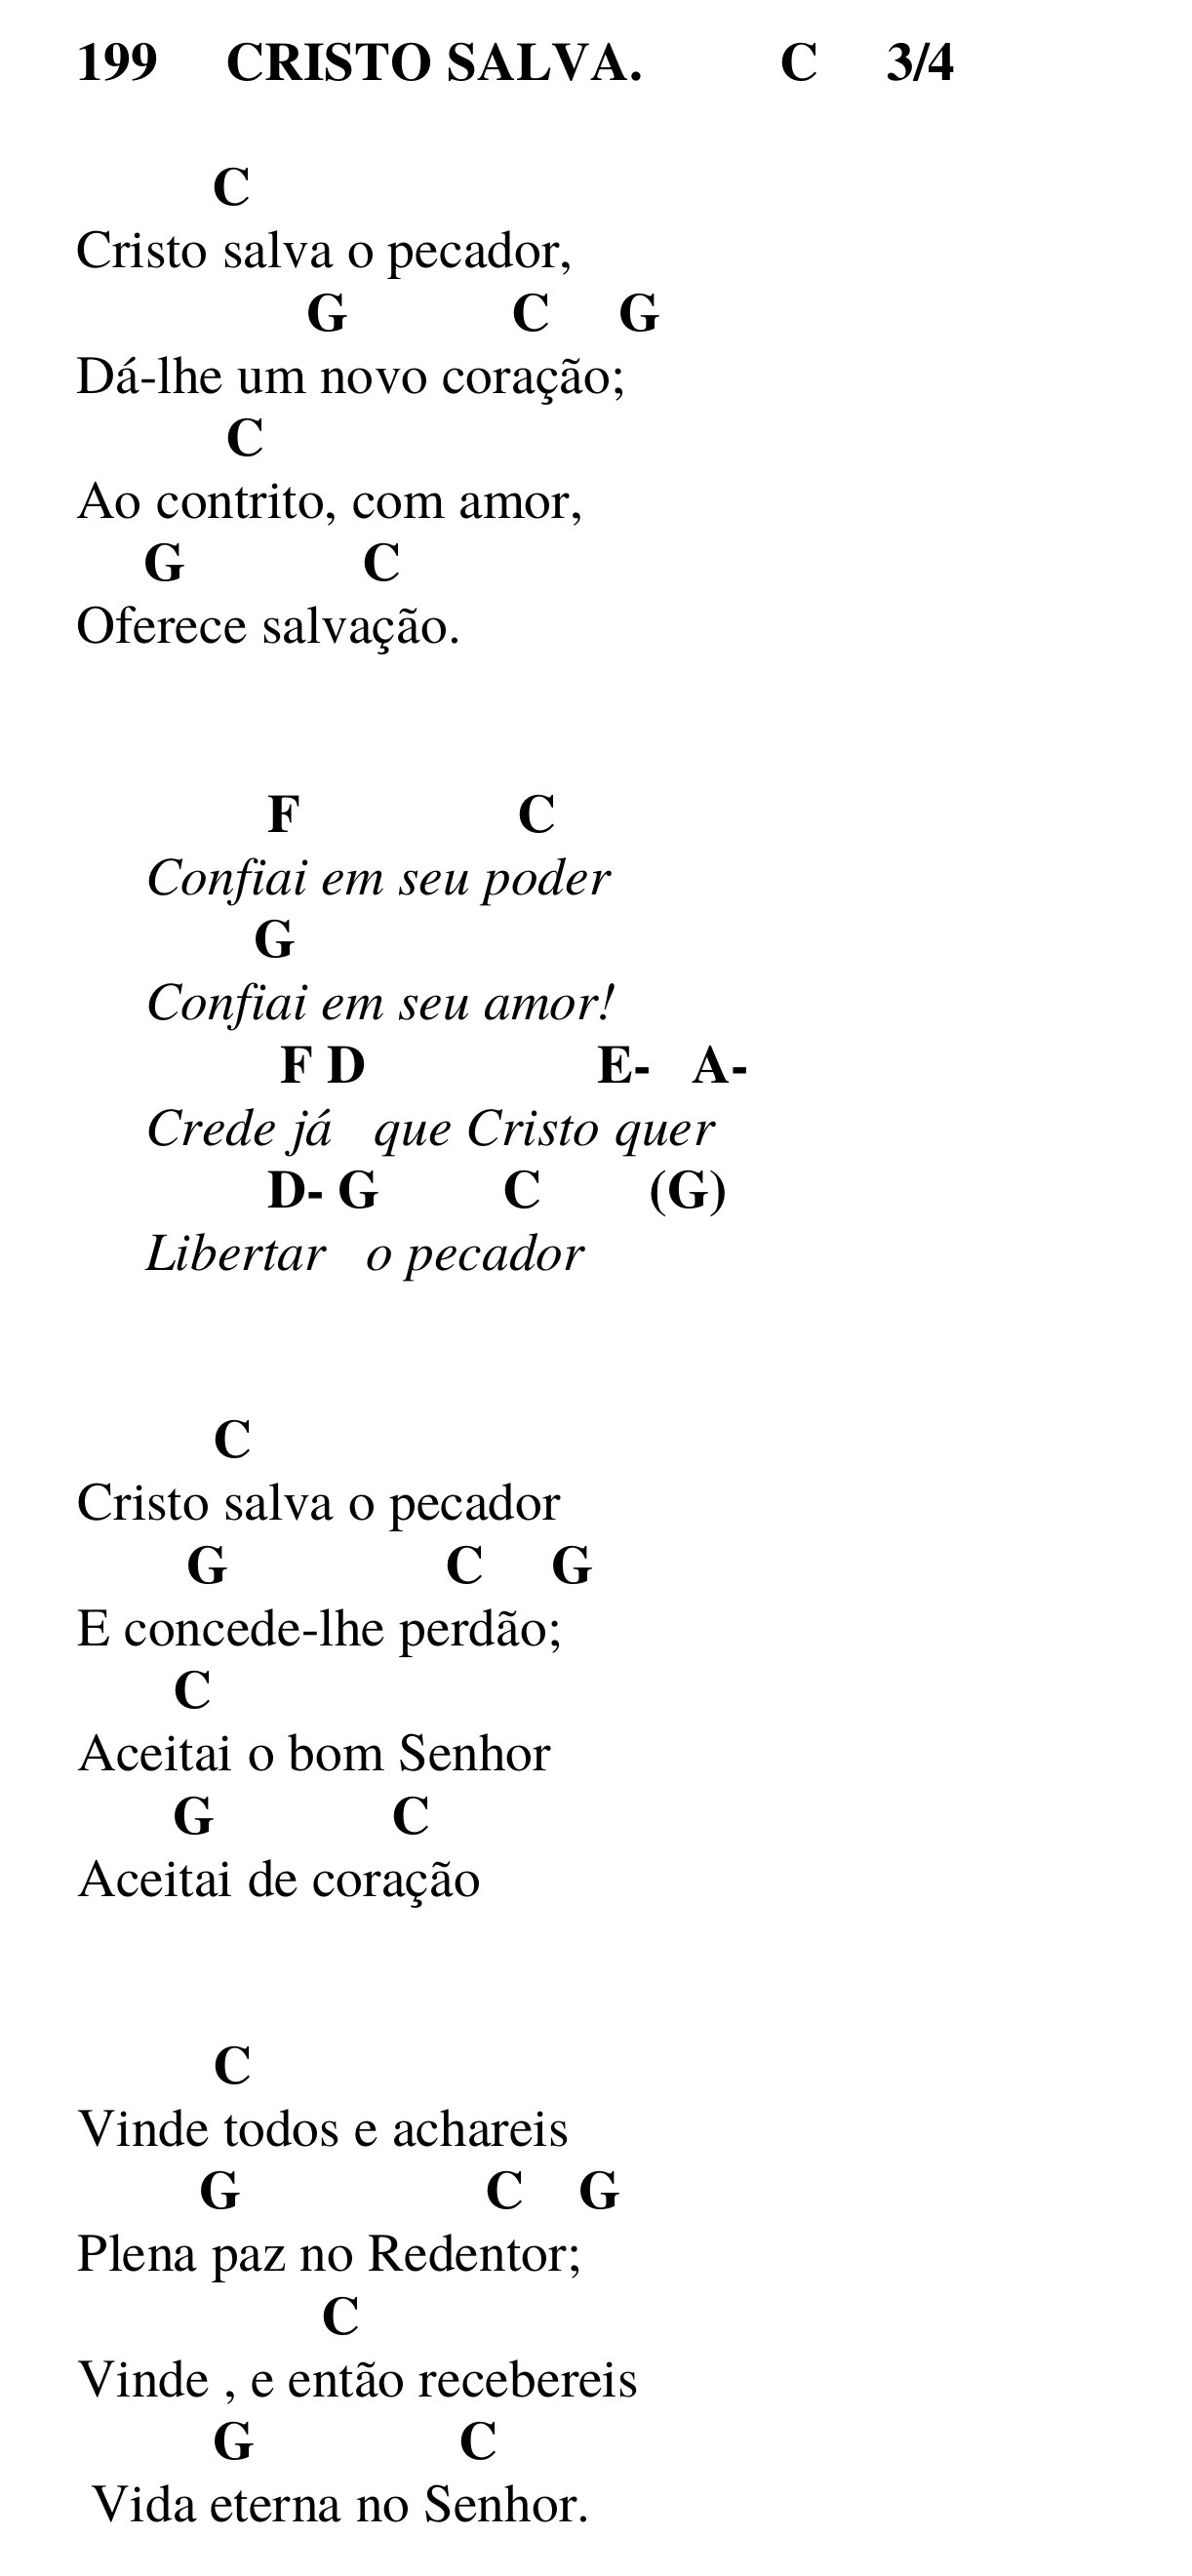 199     CRISTO SALVA.          C     3/4
C
Cristo salva o pecador,
G            C     G
Dá-lhe um novo coração;
C
Ao contrito, com amor,
G             C
Oferece salvação.
F                C
Confiai em seu poder
G
Confiai em seu amor!
F D                 E-   A-
Crede já   que Cristo quer
D- G         C        (G)
Libertar   o pecador
C
Cristo salva o pecador
G                C     G
E concede-lhe perdão;
C
Aceitai o bom Senhor
G             C
Aceitai de coração
C
Vinde todos e achareis
G                  C    G
Plena paz no Redentor;
C
Vinde , e então recebereis
G               C
Vida eterna no Senhor.